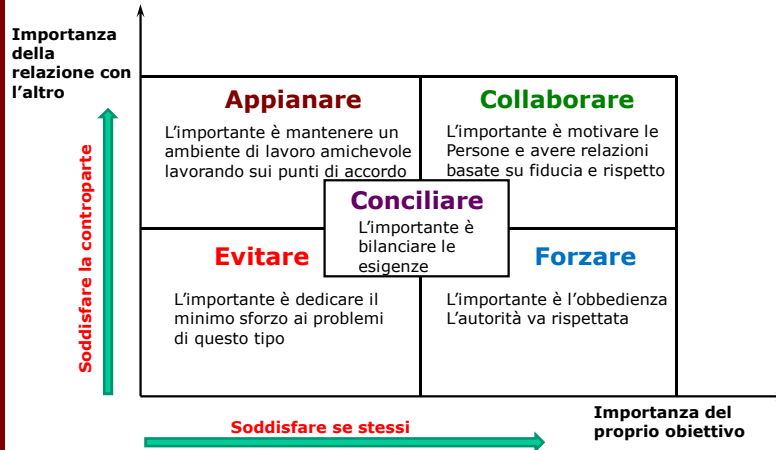 Importanza
della
relazione con
l'altro
Soddisfare la controparte
Appianare
L'importante è mantenere un
ambiente di lavoro amichevole
lavorando sui punti di accordo
Collaborare
L'importante è motivare le
Persone e avere relazioni
basate su fiducia e rispetto
Conciliare
L'importante è
bilanciare le
esigenze
Evitare
L'importante è dedicare il
minimo sforzo ai problemi
di questo tipo
Forzare
L'importante è l'obbedienza
L'autorità va rispettata
Soddisfare se stessi
Importanza del
proprio obiettivo